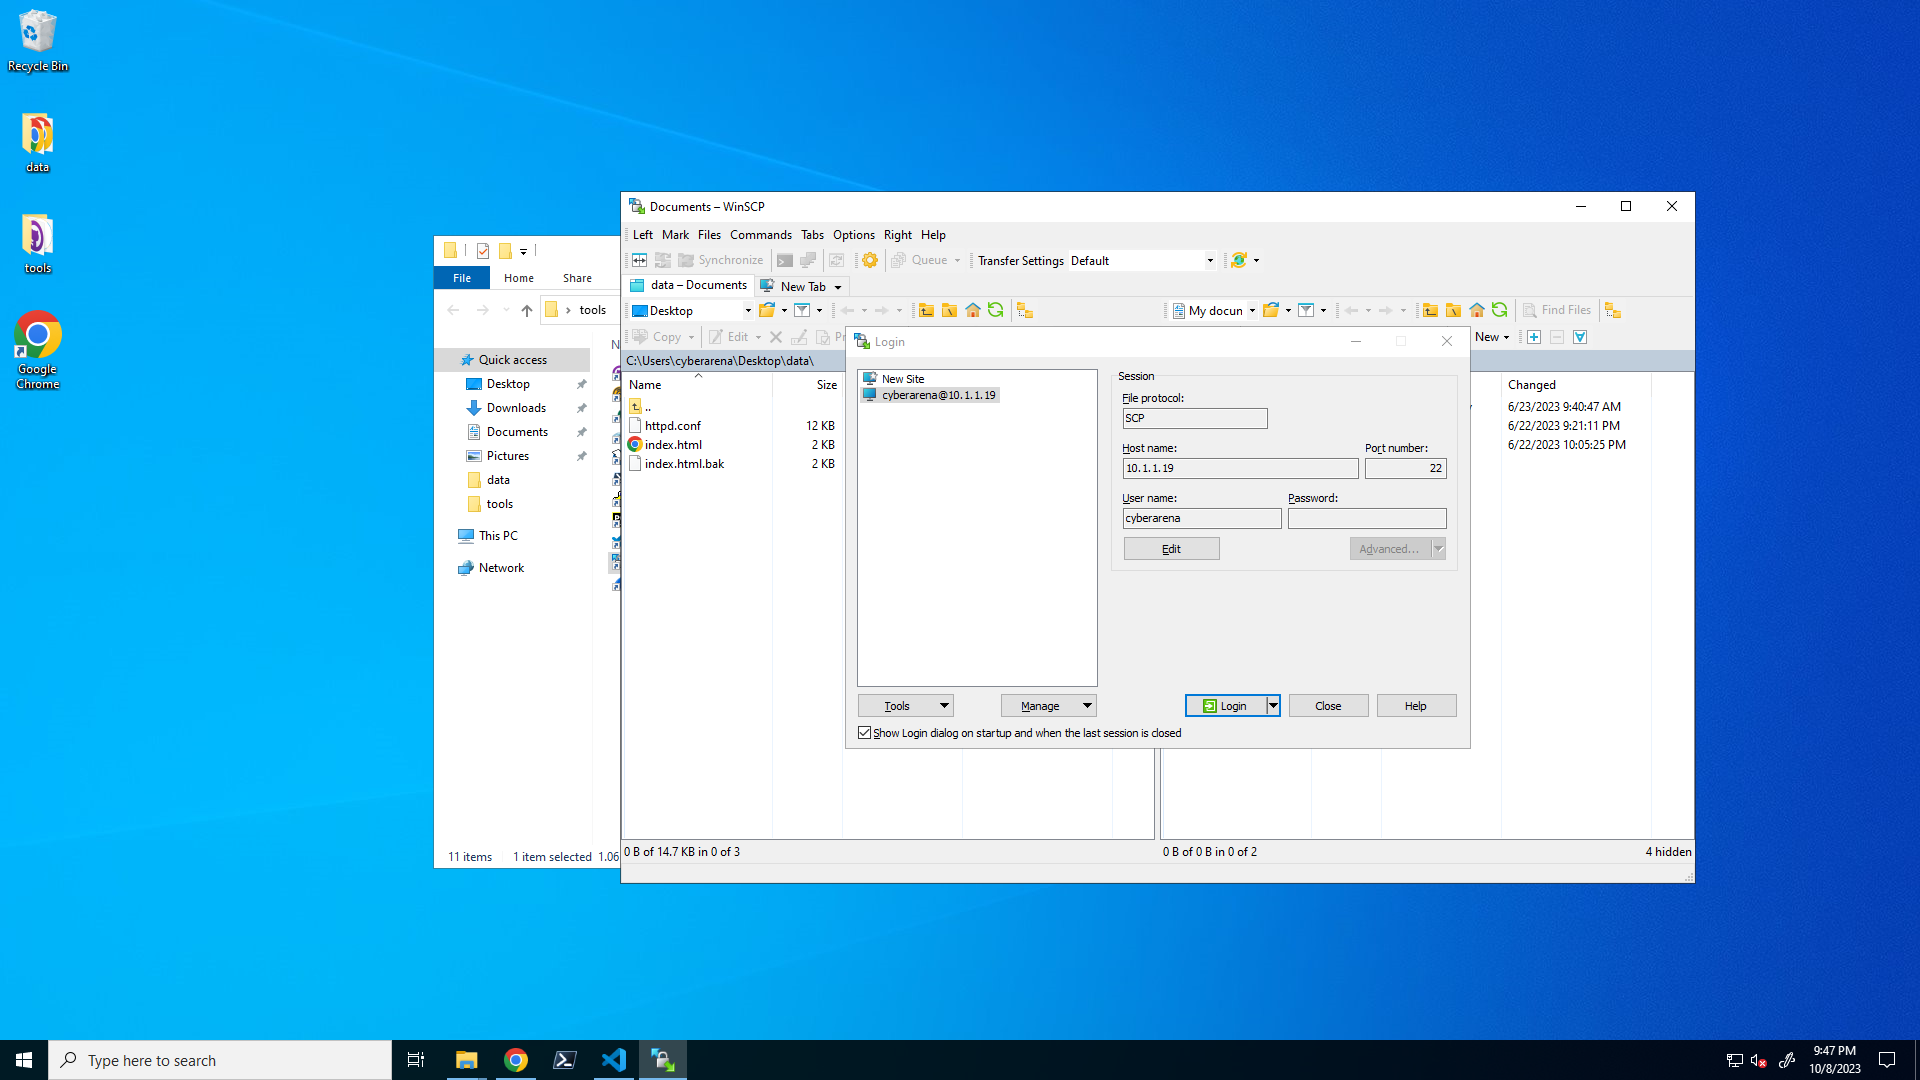 Recycle Bin
data
tools
Google
Chrome
File
Home
Share
tools
Quick access
Desktop
Downloads
Documents
Pictures
data
tools
This PC
Network
11 items
1 item selected
1.06
Documents – WinSCP
Left
Mark
Files
Commands
Tabs
Options
Right
Help
Synchronize
Queue
Transfer Settings
Default
data – Documents
New Tab
Desktop
My docun
Find Files
Copy
Edit
New
C:\Users\cyberarena\Desktop\data\
Name
Size
Changed
..
httpd.conf
12 KB
index.html
2 KB
index.html.bak
2 KB
6/23/2023 9:40:47 AM
6/22/2023 9:21:11 PM
6/22/2023 10:05:25 PM
Login
New Site
cyberarena@10.1.1.19
Session
File protocol:
SCP
Host name:
Port number:
10.1.1.19
22
User name:
Password:
cyberarena
Edit
Advanced...
Tools
Manage
Login
Close
Help
Show Login dialog on startup and when the last session is closed
0 B of 14.7 KB in 0 of 3
0 B of 0 B in 0 of 2
4 hidden
Type here to search
9:47 PM
10/8/2023